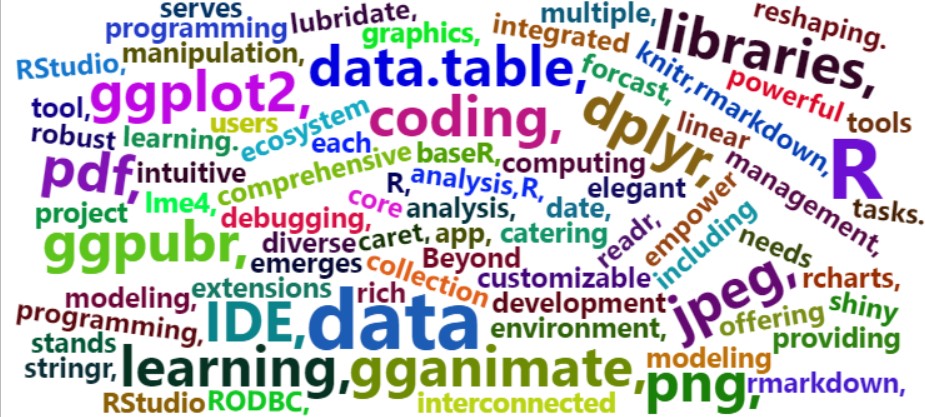 serves
programming
lubridate,
graphics,
multiple,
integrated
libraries,
reshaping.
RStudio,
manipulation,
data.table,
forcast,
knitr,rmarkdown,
powerful
tools
tool,
ggplot2,
users
ecosystem
coding,
dplyr,
linear
R
robust
learning.
each
comprehensive
baseR,
computing
management,
pdf,
intuitive
R,
analysis,R,
elegant
empower
tasks.
project
lme4,
core
analysis,
date,
readr,
including
debugging,
ggpubr,
diverse
caret,
app,
catering
needs
emerges
collection
Beyond
customizable
jpeg,
rcharts,
extensions
rich
modeling,
programming,
IDE,
data
development
environment,
offering
shiny
providing
stands
stringr,
learning,
gganimate,
modeling
png,
rmarkdown,
RStudio
RODBC,
interconnected